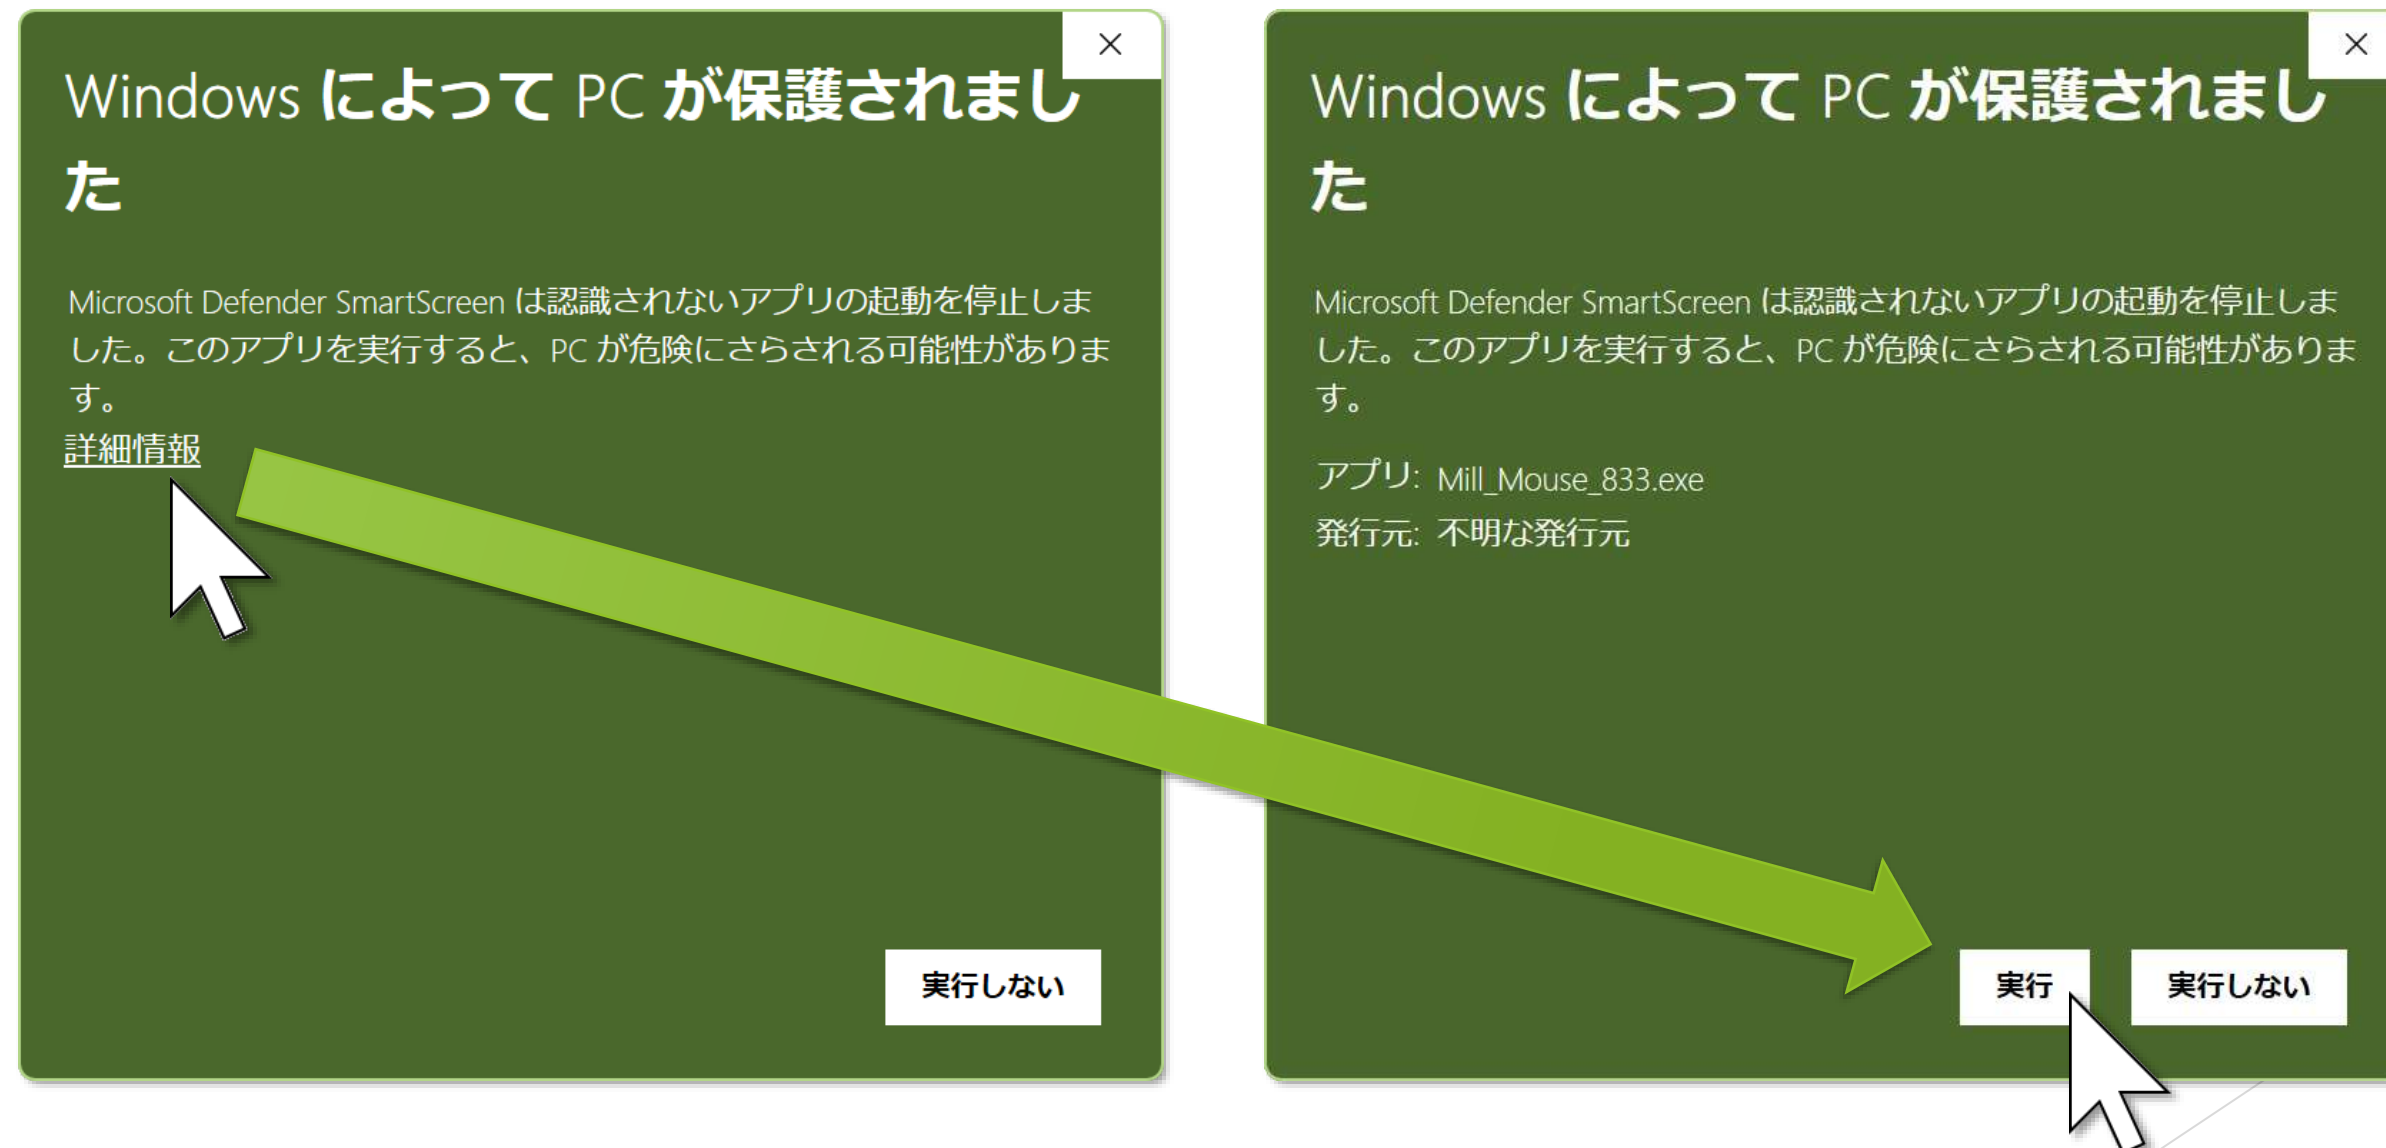 Windows によって PC が保護されまし
た
Microsoft Defender SmartScreen は認識されないアプリの起動を停止しま
した。このアプリを実行すると、PC が危険にさらされる可能性がありま
す。
詳細情報
実行しない
Windows によって PC が保護されまし
た
Microsoft Defender SmartScreen は認識されないアプリの起動を停止しま
した。このアプリを実行すると、PC が危険にさらされる可能性がありま
す。
アプリ: Mill_Mouse_833.exe
発行元: 不明な発行元
実行
実行しない